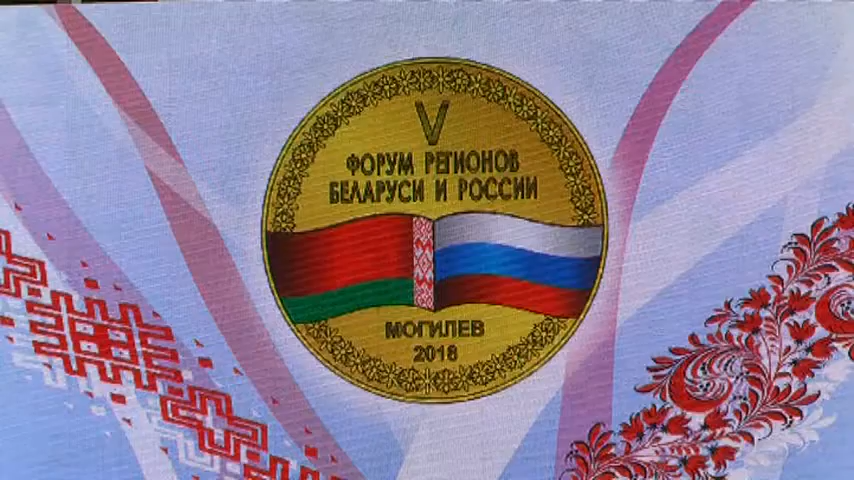 V
ФОРУМ РЕГИОНОВ
БЕЛАРУСИ И РОССИИ
МОГИЛЕВ
2018